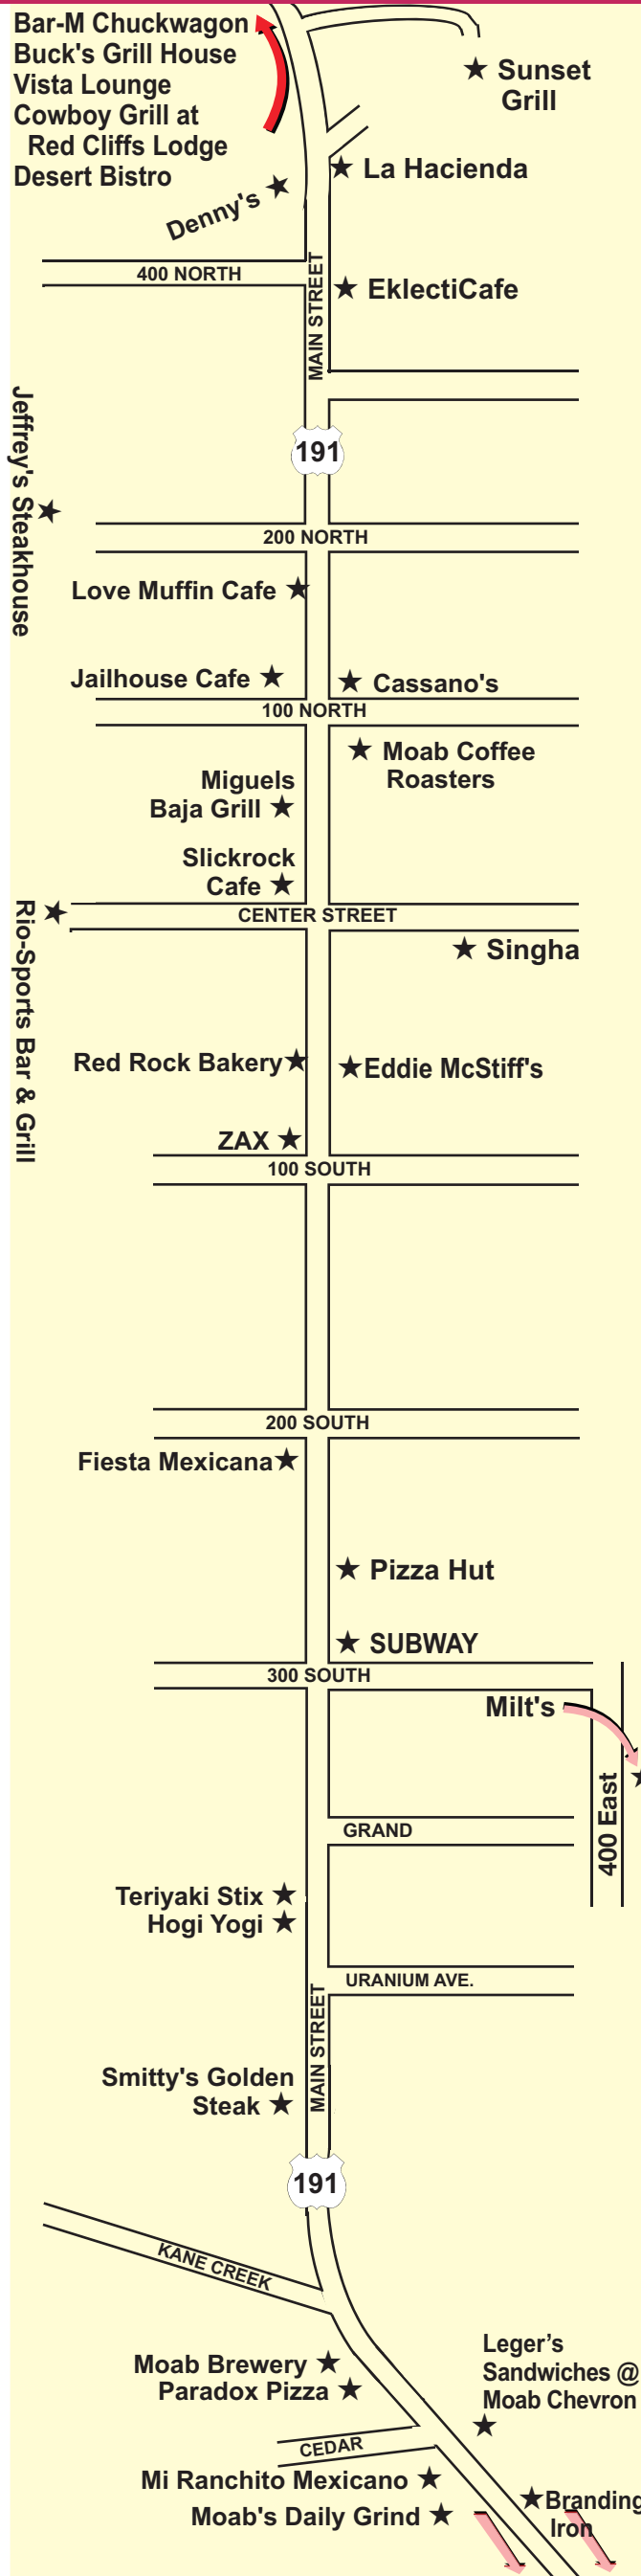 Bar-M Chuckwagon
Buck's Grill House
Vista Lounge
Cowboy Grill at
Red Cliffs Lodge
Desert Bistro
Sunset
Grill
La Hacienda
Denny's
400 NORTH
MAIN STREET
EklectiCafe
Jeffrey's Steakhouse
191
200 NORTH
Love Muffin Cafe
Jailhouse Cafe
Cassano's
100 NORTH
Moab Coffee
Roasters
Miguels
Baja Grill
Slickrock
Cafe
Rio-Sports Bar & Grill
CENTER STREET
Singha
Red Rock Bakery
Eddie McStiff's
ZAX
100 SOUTH
200 SOUTH
Fiesta Mexicana
Pizza Hut
SUBWAY
300 SOUTH
Milt's
400 East
GRAND
Teriyaki Stix
Hogi Yogi
URANIUM AVE.
MAIN STREET
Smitty's Golden
Steak
191
KANE CREEK
Leger’s
Sandwiches @
Moab Chevron
Moab Brewery
Paradox Pizza
CEDAR
Mi Ranchito Mexicano
Moab's Daily Grind
Branding
Iron